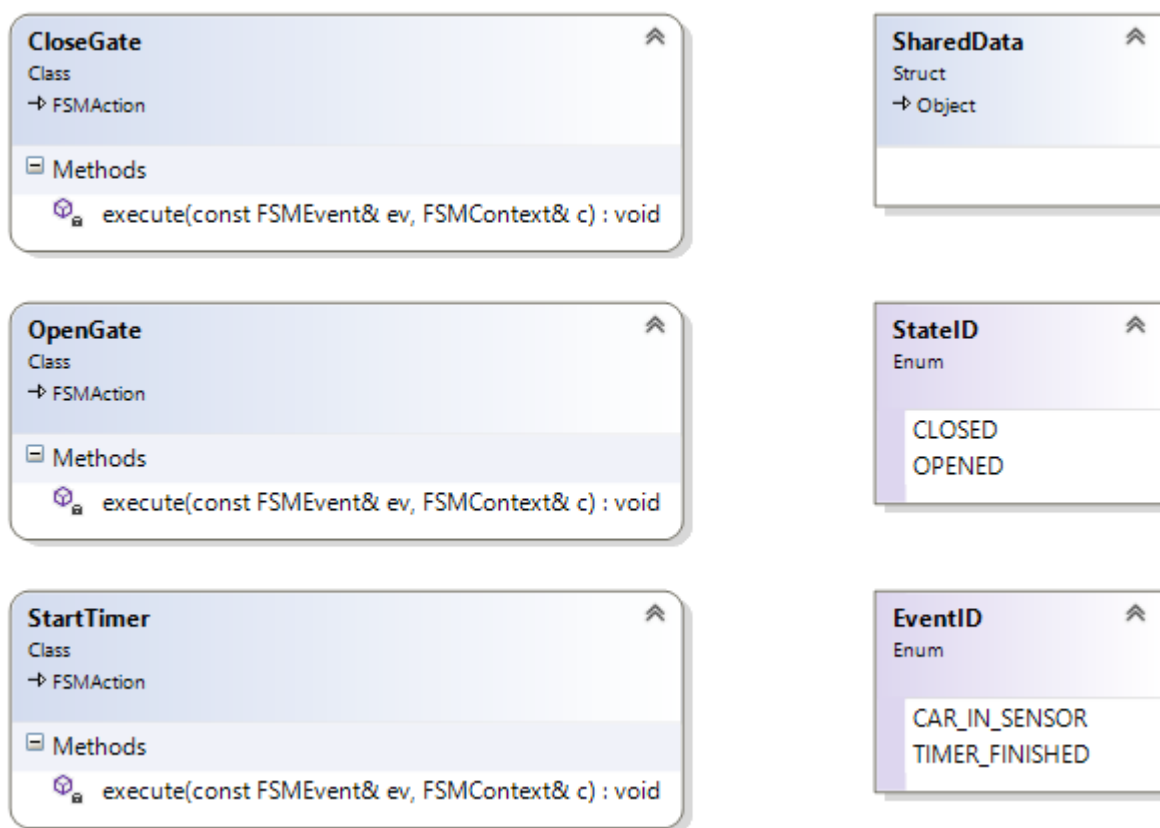 CloseGate
Class
FSMAction
Methods
execute(const FSMEvent& ev, FSMContext& c) : void
SharedData
Struct
Object
OpenGate
Class
FSMAction
Methods
execute(const FSMEvent& ev, FSMContext& c) : void
StateID
Enum
CLOSED
OPENED
StartTimer
Class
FSMAction
Methods
execute(const FSMEvent& ev, FSMContext& c) : void
EventID
Enum
CAR_IN_SENSOR
TIMER_FINISHED